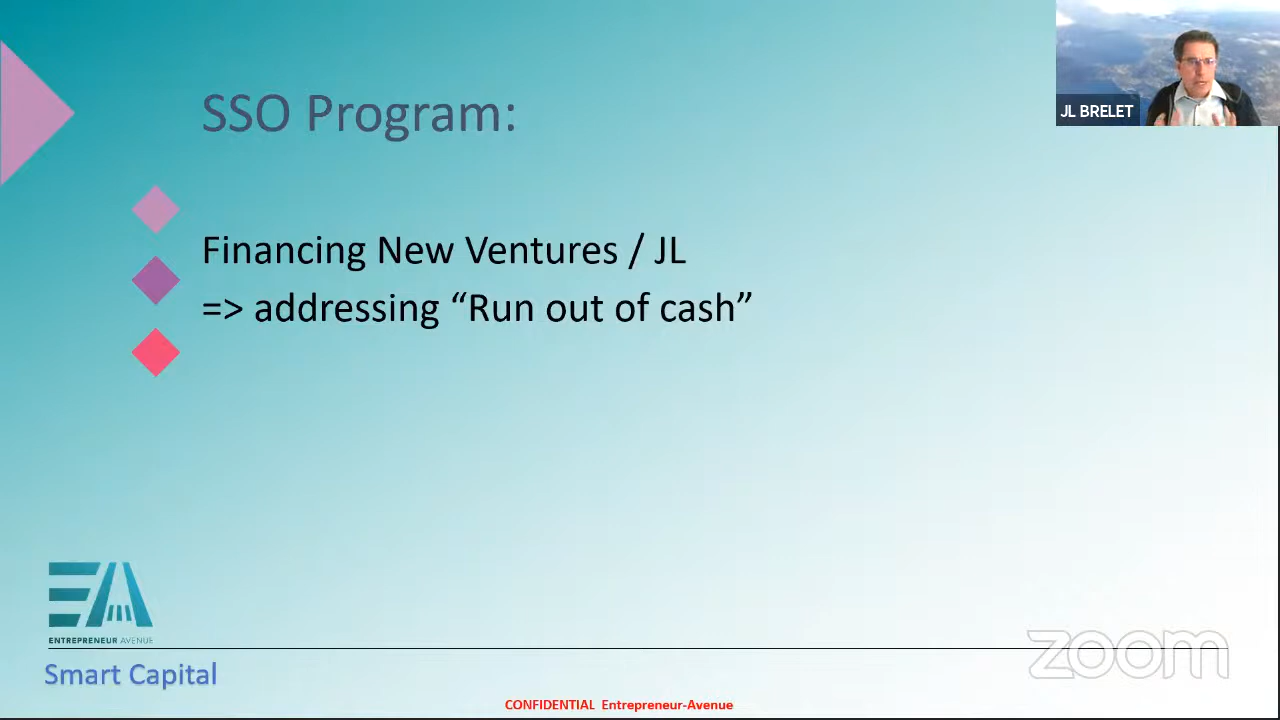 JL BRELET
SSO Program:
Financing New Ventures / JL
=> addressing “Run out of cash”
EA
ENTREPRENEUR AVENUE
zoom
Smart Capital
CONFIDENTIAL Entrepreneur-Avenue